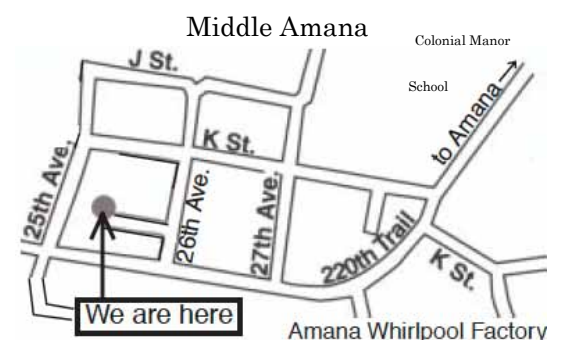 Middle Amana
Colonial Manor
J St.
School
to Amana
K St.
25th Ave.
26th Ave.
27th Ave.
220th Trail
K St.
We are here
Amana Whirlpool Factory